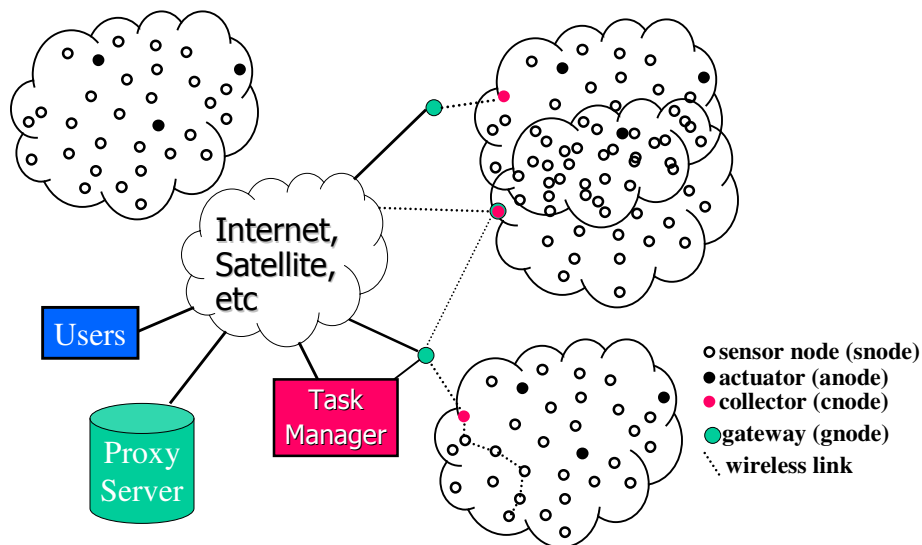 Internet,
Satellite,
etc
Users
Task
Manager
Proxy
Server
sensor node (snode)
actuator (anode)
collector (cnode)
gateway (gnode)
wireless link